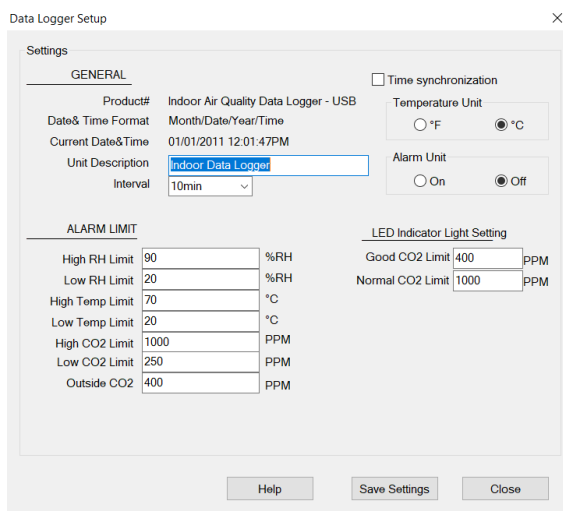 Data Logger Setup
Settings
GENERAL
Time synchronization
Product# Indoor Air Quality Data Logger - USB
Temperature Unit
Date& Time Format Month/Date/Year/Time
°F °C
Current Date&Time 01/01/2011 12:01:47PM
Unit Description Indoor Data Logger
Alarm Unit
Interval 10min
On Off
ALARM LIMIT
LED Indicator Light Setting
High RH Limit 90 %RH
Good CO2 Limit 400 PPM
Low RH Limit 20 %RH
Normal CO2 Limit 1000 PPM
High Temp Limit 70 °C
Low Temp Limit 20 °C
High CO2 Limit 1000 PPM
Low CO2 Limit 250 PPM
Outside CO2 400 PPM
Help Save Settings Close